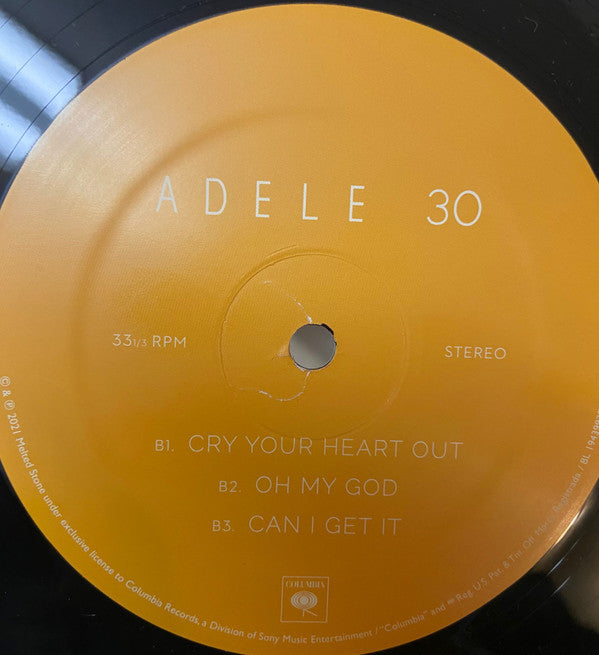 ADELE 30
33 1/3 RPM
STEREO
B1. CRY YOUR HEART OUT
B2. OH MY GOD
B3. CAN I GET IT
COLUMBIA
© & ℗ 2021 Melted Stone under exclusive license to Columbia Records, a Division of Sony Music Entertainment / "Columbia" and Reg. U.S. Pat. & Tm. Off. Marca Registrada. / BL